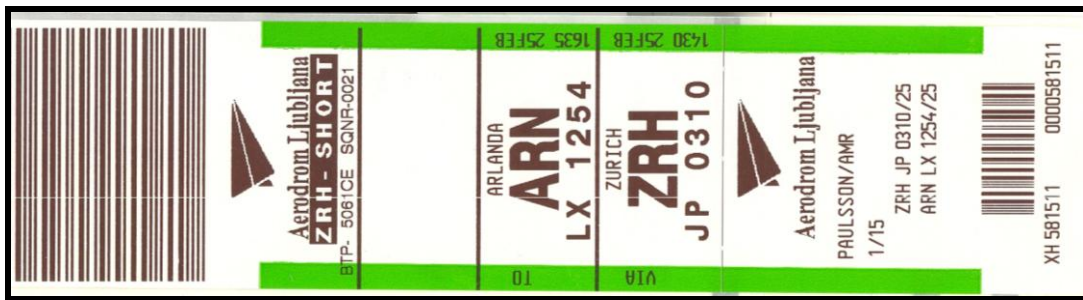 Aerodrom Ljubljana
ZRH - SHORT
BTP- 5061CE SQNR-0021
TO
1635 25FEB
ARLANDA
ARN
LX 1254
VIA
1430 25FEB
ZURICH
ZRH
JP 0310
Aerodrom Ljubljana
PAULSSON/AMR
1/15
ZRH JP 0310/25
ARN LX 1254/25
XH 581511 0000581511